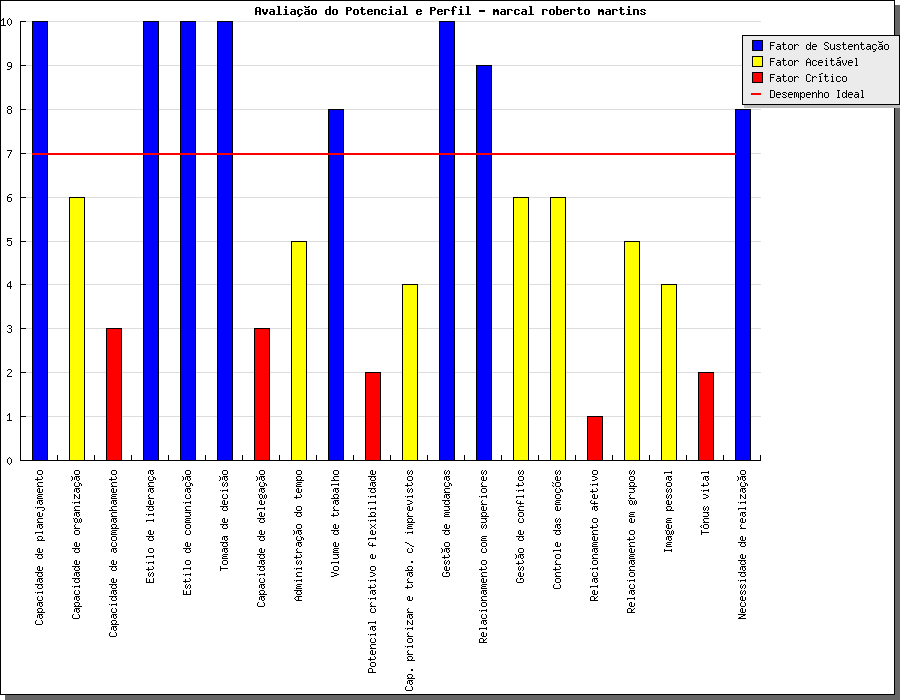 Avaliação do Potencial e Perfil - marcal roberto martins
Fator de Sustentação
Fator Aceitável
Fator Crítico
Desempenho Ideal
10
9
8
7
6
5
4
3
2
1
0
Capacidade de planejamento
Capacidade de organização
Capacidade de acompanhamento
Estilo de liderança
Estilo de comunicação
Tomada de decisão
Capacidade de delegação
Administração do tempo
Volume de trabalho
Potencial criativo e flexibilidade
Cap. priorizar e trab. c/ imprevistos
Gestão de mudanças
Relacionamento com superiores
Gestão de conflitos
Controle das emoções
Relacionamento afetivo
Relacionamento em grupos
Imagem pessoal
Tônus vital
Necessidade de realização